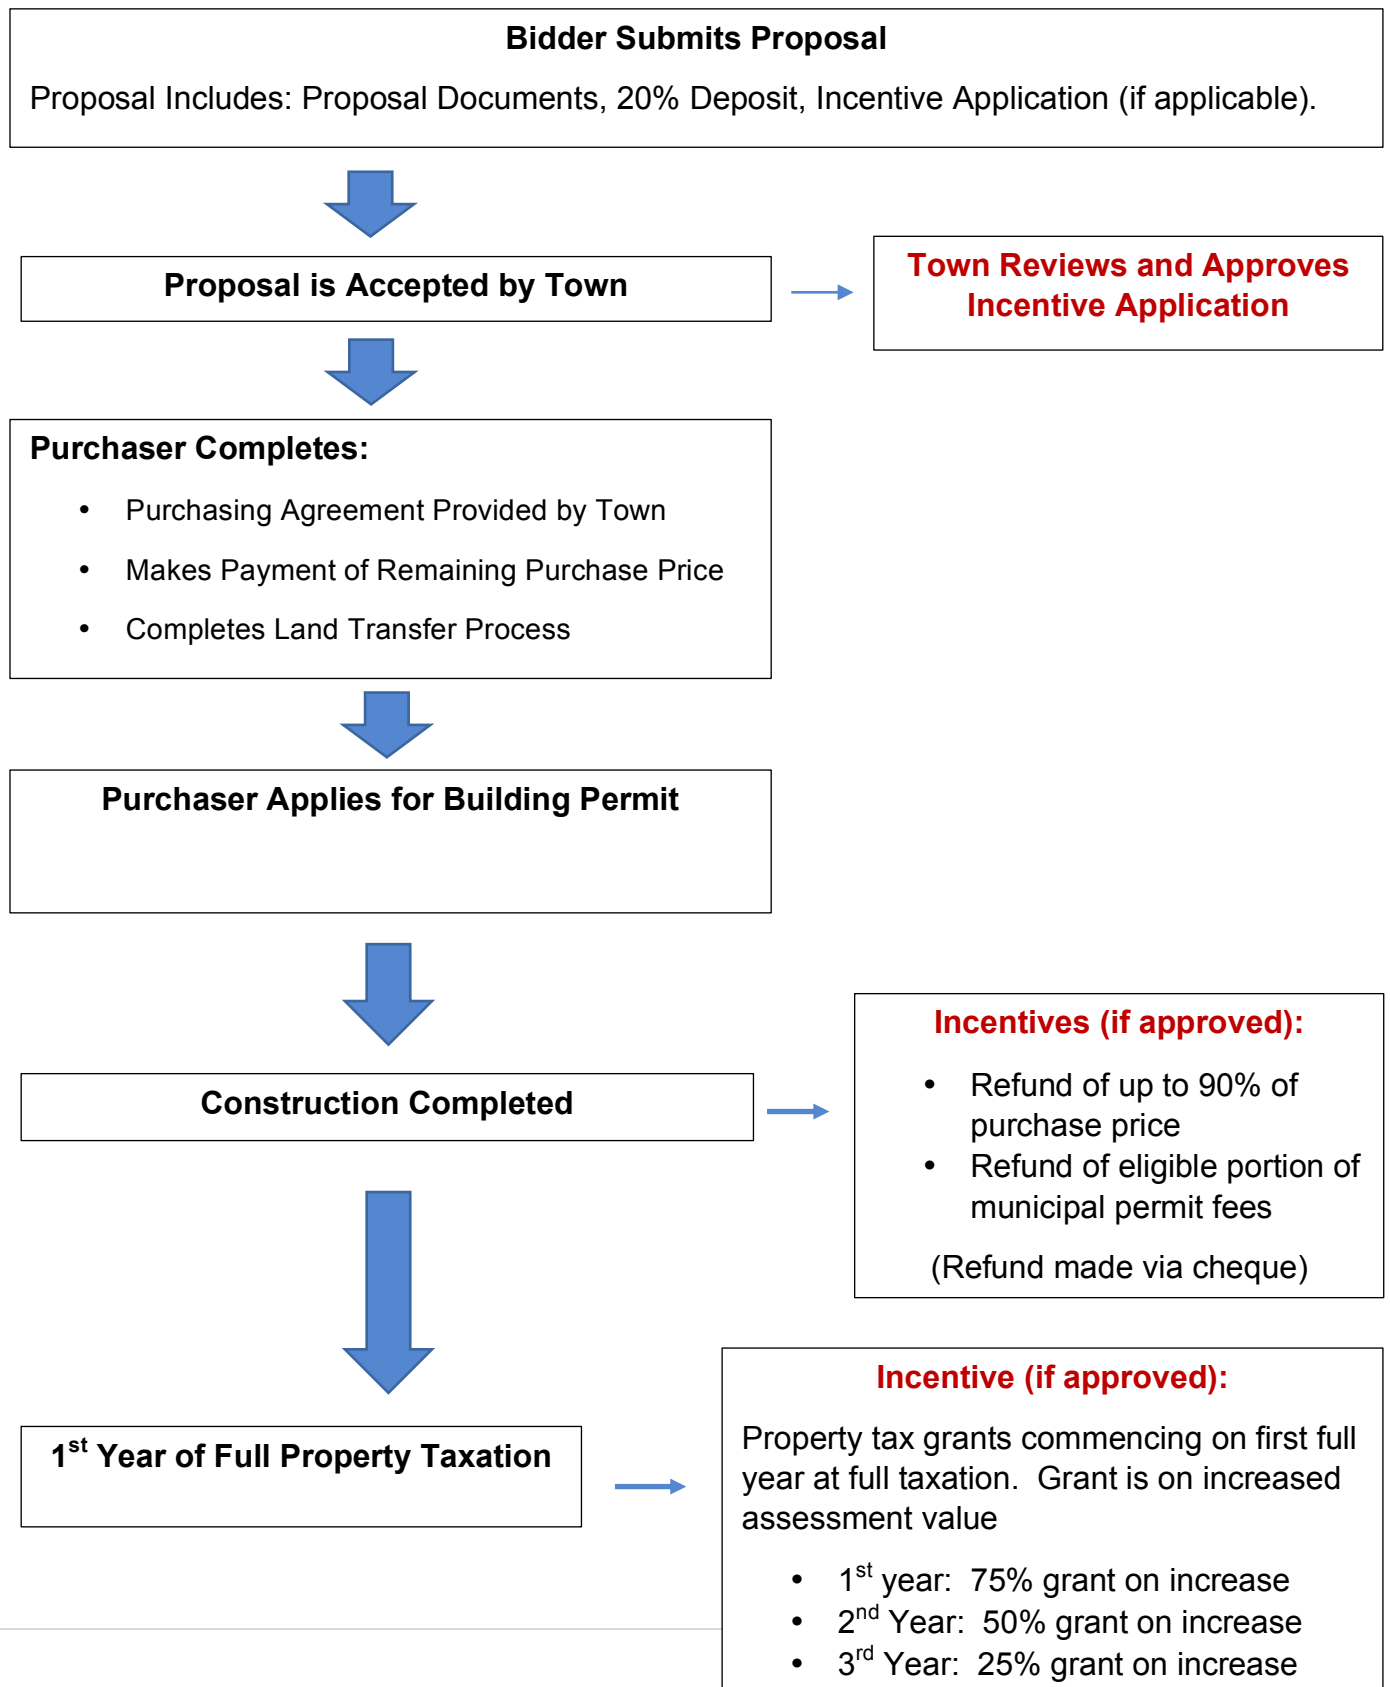 Bidder Submits Proposal
Proposal Includes: Proposal Documents, 20% Deposit, Incentive Application (if applicable).
Proposal is Accepted by Town
Town Reviews and Approves
Incentive Application
Purchaser Completes:
• Purchasing Agreement Provided by Town
• Makes Payment of Remaining Purchase Price
• Completes Land Transfer Process
Purchaser Applies for Building Permit
Construction Completed
Incentives (if approved):
• Refund of up to 90% of
purchase price
• Refund of eligible portion of
municipal permit fees
(Refund made via cheque)
1st Year of Full Property Taxation
Incentive (if approved):
Property tax grants commencing on first full
year at full taxation.  Grant is on increased
assessment value
• 1st year:  75% grant on increase
• 2nd Year:  50% grant on increase
• 3rd Year:  25% grant on increase